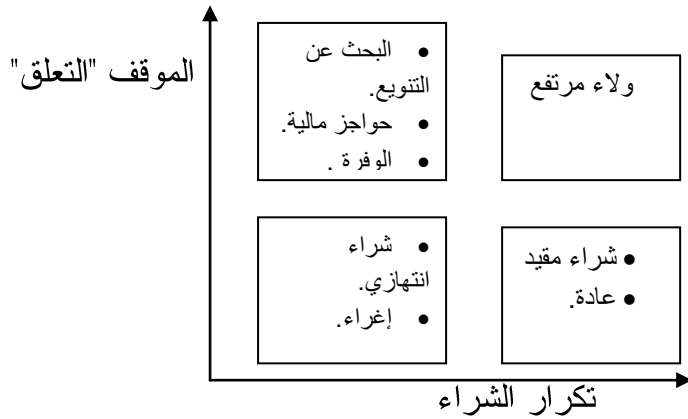 الموقف "التعلق"
ولاء مرتفع
• البحث عن
التنويع.
• حواجز مالية.
• الوفرة .
• شراء مقيد
• عادة.
• شراء
انتهازي.
• إغراء.
تكرار الشراء